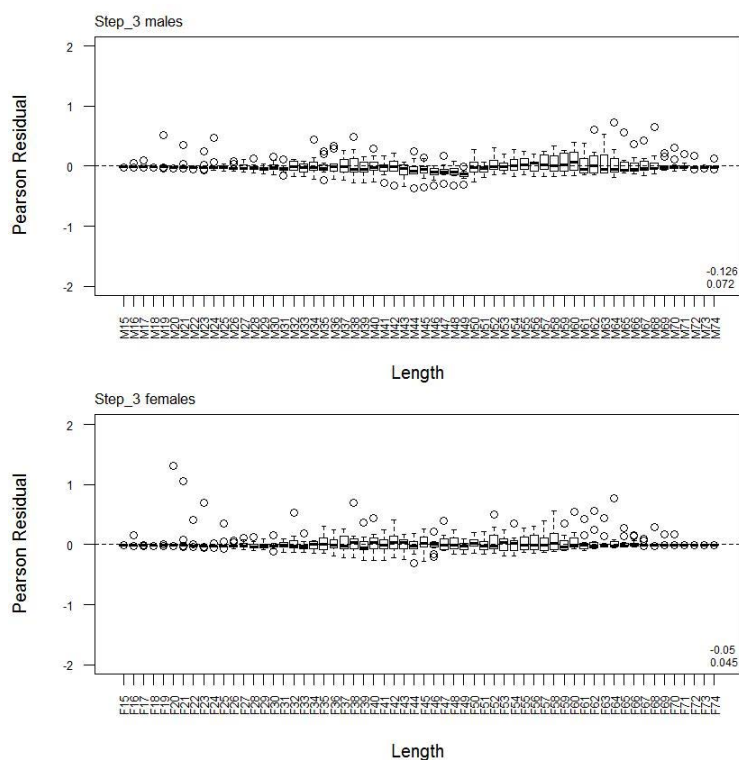 Step_3 males
Pearson Residual
2
1
0
-1
-2
-0.126
0.072
M15 M16 M17 M18 M19 M20 M21 M22 M23 M24 M25 M26 M27 M28 M29 M30 M31 M32 M33 M34 M35 M36 M37 M38 M39 M40 M41 M42 M43 M44 M45 M46 M47 M48 M49 M50 M51 M52 M53 M54 M55 M56 M57 M58 M59 M60 M61 M62 M63 M64 M65 M66 M67 M68 M69 M70 M71 M72 M73 M74
Length
Step_3 females
Pearson Residual
2
1
0
-1
-2
-0.05
0.045
F15 F16 F17 F18 F19 F20 F21 F22 F23 F24 F25 F26 F27 F28 F29 F30 F31 F32 F33 F34 F35 F36 F37 F38 F39 F40 F41 F42 F43 F44 F45 F46 F47 F48 F49 F50 F51 F52 F53 F54 F55 F56 F57 F58 F59 F60 F61 F62 F63 F64 F65 F66 F67 F68 F69 F70 F71 F72 F73 F74
Length